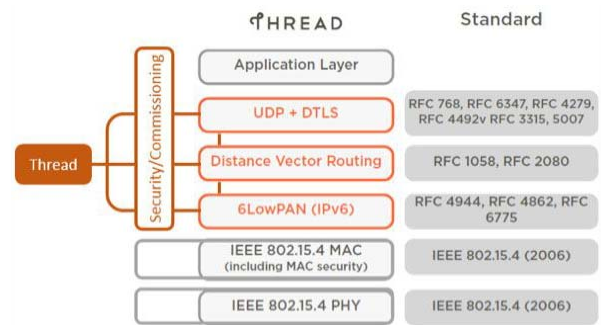 THREAD
Standard
Application Layer
Security/Commissioning
UDP + DTLS
RFC 768, RFC 6347, RFC 4279,
RFC 4492v RFC 3315, 5007
Thread
Distance Vector Routing
RFC 1058, RFC 2080
6LowPAN (IPv6)
RFC 4944, RFC 4862, RFC
6775
IEEE 802.15.4 MAC
(including MAC security)
IEEE 802.15.4 (2006)
IEEE 802.15.4 PHY
IEEE 802.15.4 (2006)